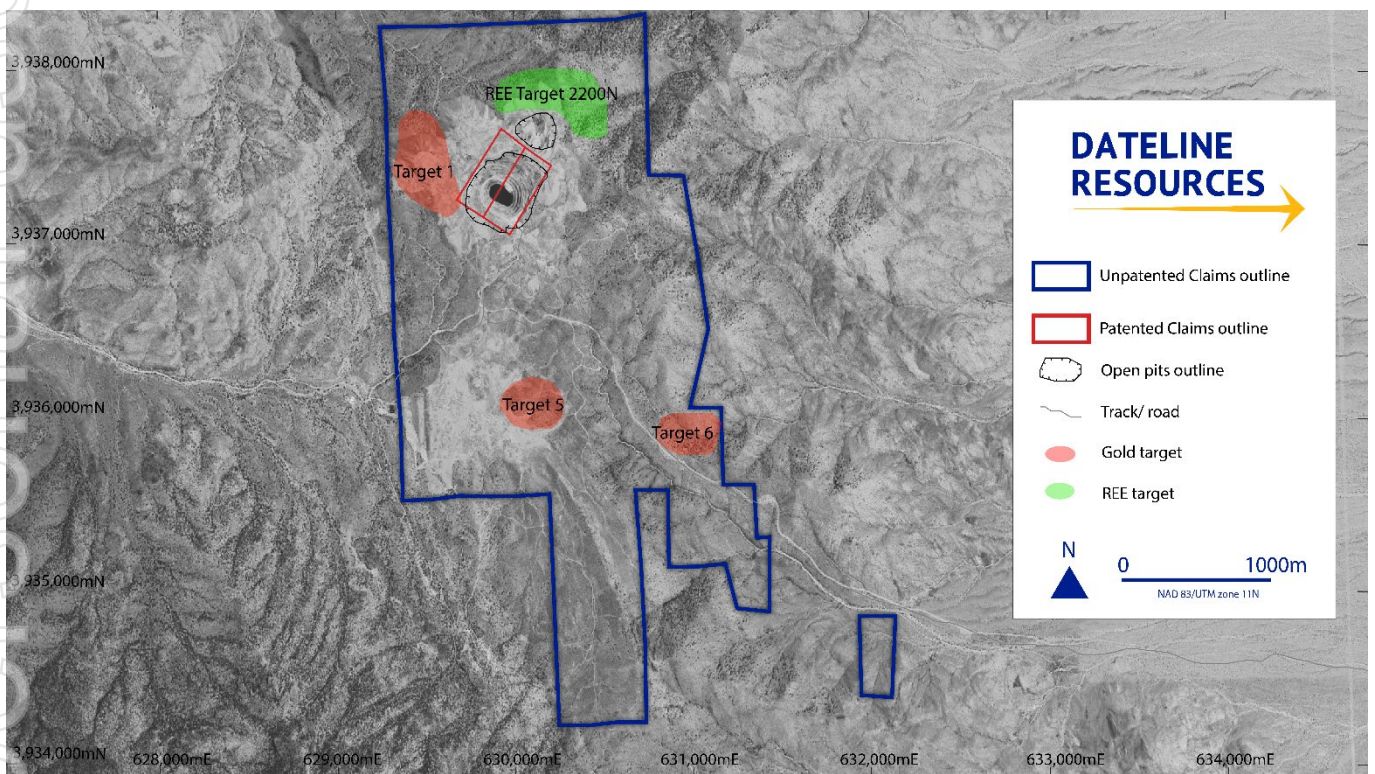 3,938,000mN
REE Target 2200N
Target 1
3,937,000mN
3,936,000mN
Target 5
Target 6
3,935,000mN
3,934,000mN
628,000mE
629,000mE
630,000mE
631,000mE
632,000mE
633,000mE
634,000mE
DATELINE
RESOURCES
Unpatented Claims outline
Patented Claims outline
Open pits outline
Track/ road
Gold target
REE target
N
0
1000m
NAD 83/UTM zone 11N